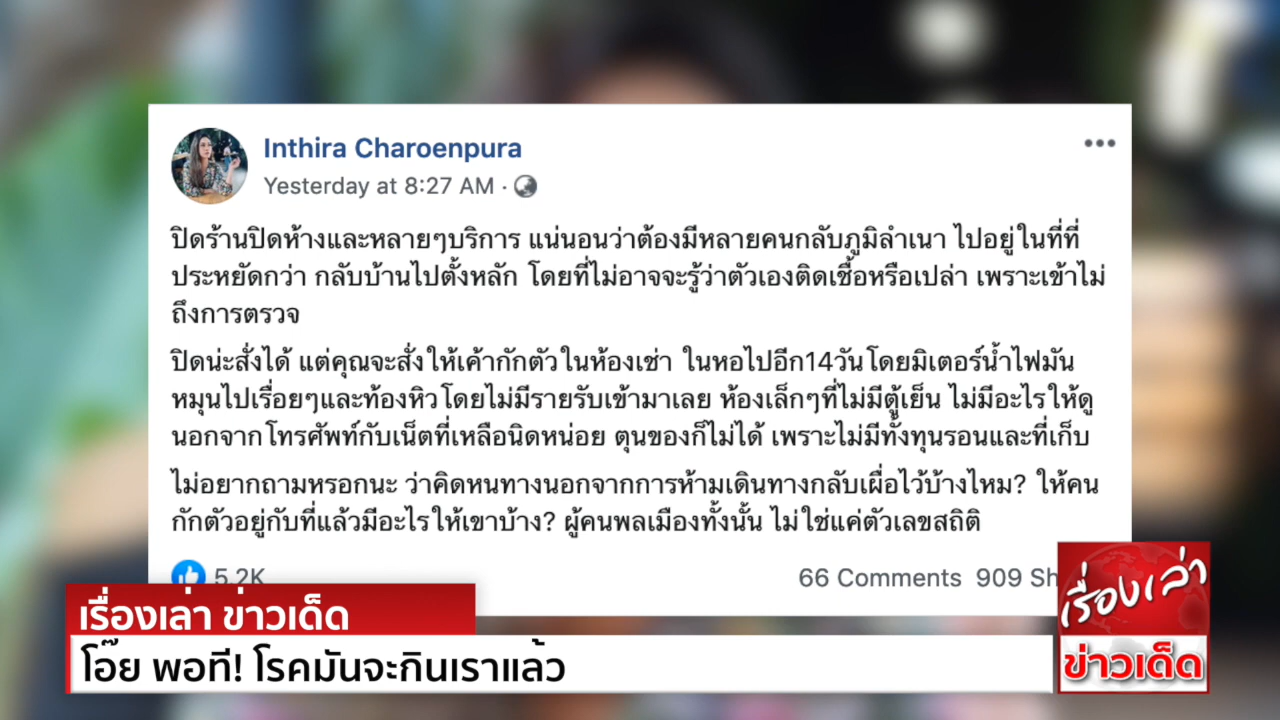 Inthira Charoenpura
Yesterday at 8:27 AM ·
ปิดร้านปิดห้างและหลายๆบริการ แน่นอนว่าต้องมีหลายคนกลับภูมิลำเนา ไปอยู่ในที่ที่
ประหยัดกว่า กลับบ้านไปตั้งหลัก โดยที่ไม่อาจจะรู้ว่าตัวเองติดเชื้อหรือเปล่า เพราะเข้าไม่
ถึงการตรวจ
ปิดน่ะสั่งได้ แต่คุณจะสั่งให้เค้ากักตัวในห้องเช่า ในหอไปอีก14วันโดยมิเตอร์น้ำไฟมัน
หมุนไปเรื่อยๆและท้องหิวโดยไม่มีรายรับเข้ามาเลย ห้องเล็กๆที่ไม่มีตู้เย็น ไม่มีอะไรให้ดู
นอกจากโทรศัพท์กับเน็ตที่เหลือนิดหน่อย ตุนของก็ไม่ได้ เพราะไม่มีทั้งทุนรอนและที่เก็บ
ไม่อยากถามหรอกนะ ว่าคิดหนทางนอกจากการห้ามเดินทางกลับเผื่อไว้บ้างไหม? ให้คน
กักตัวอยู่กับที่แล้วมีอะไรให้เขาบ้าง? ผู้คนพลเมืองทั้งนั้น ไม่ใช่แค่ตัวเลขสถิติ
5.2K 66 Comments 909 Sh
เรื่องเล่า ข่าวเด็ด
โอ๊ย พอที! โรคมันจะกินเราแล้ว
เรื่องเล่า
ข่าวเด็ด